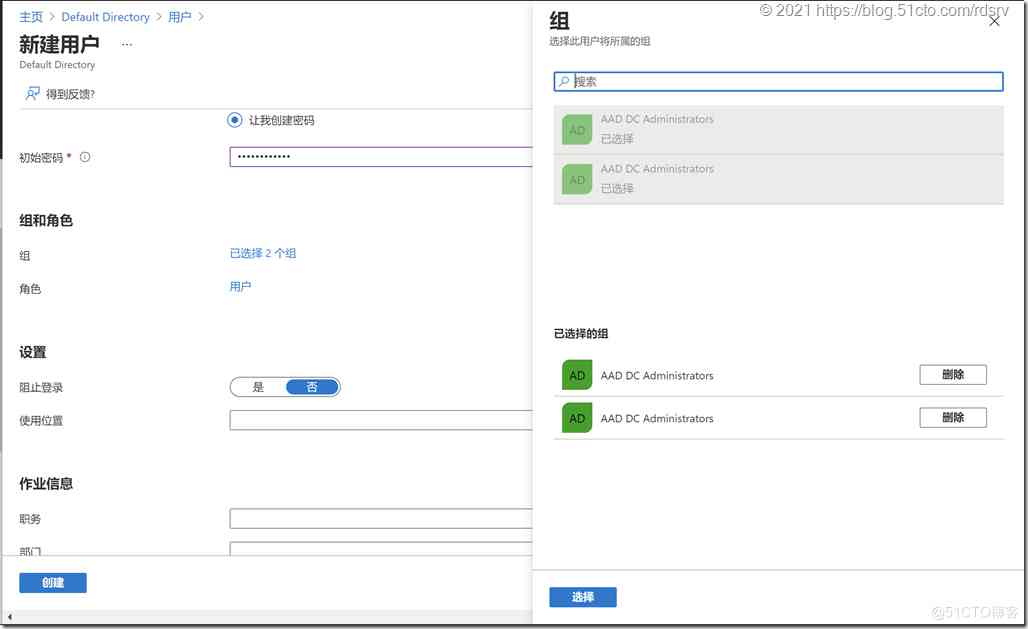 主页 > Default Directory > 用户 >
新建用户 ...
Default Directory
得到反馈?
让我创建密码
初始密码 *
••••••••••••
组和角色
组
已选择 2 个组
角色
用户
设置
阻止登录
是 否
使用位置
作业信息
职务
部门
创建
© 2021 https://blog.51cto.com/rdsrv
组
选择此用户将所属的组
搜索
AD AAD DC Administrators
已选择
AD AAD DC Administrators
已选择
已选择的组
AD AAD DC Administrators 删除
AD AAD DC Administrators 删除
选择
@51CTO博客